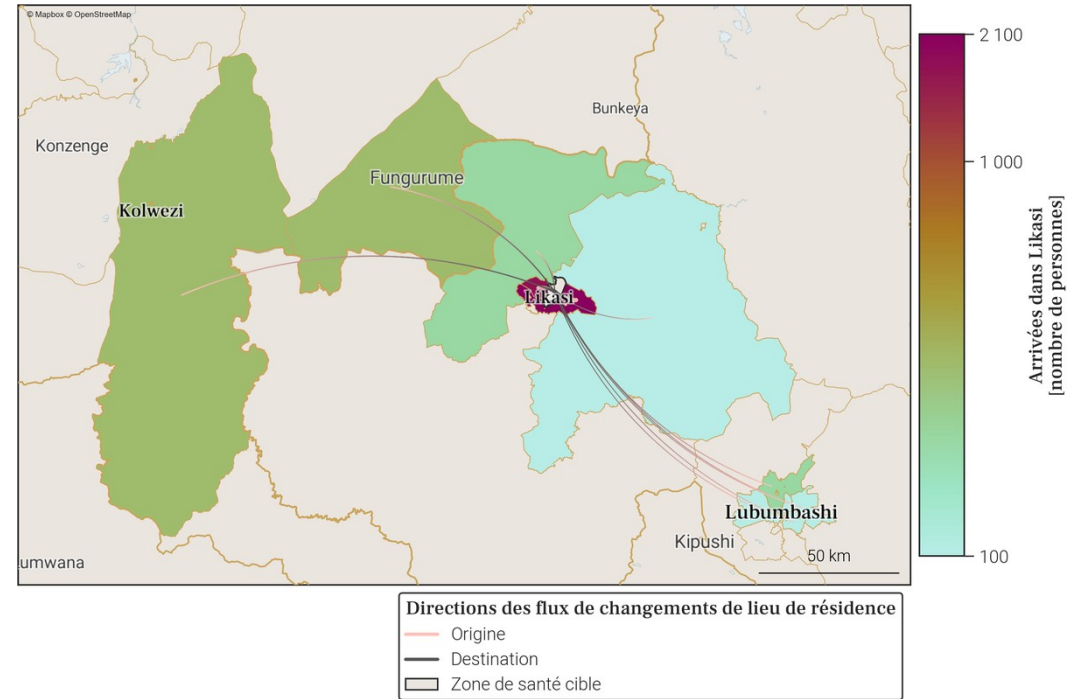 © Mapbox © OpenStreetMap
Bunkeya
Konzenge
Fungurume
Kolwezi
Likasi
Lubumbashi
Kipushi
50 km
umwana
2 100
1 000
100
Arrivées dans Likasi
[nombre de personnes]
Directions des flux de changements de lieu de résidence
Origine
Destination
Zone de santé cible